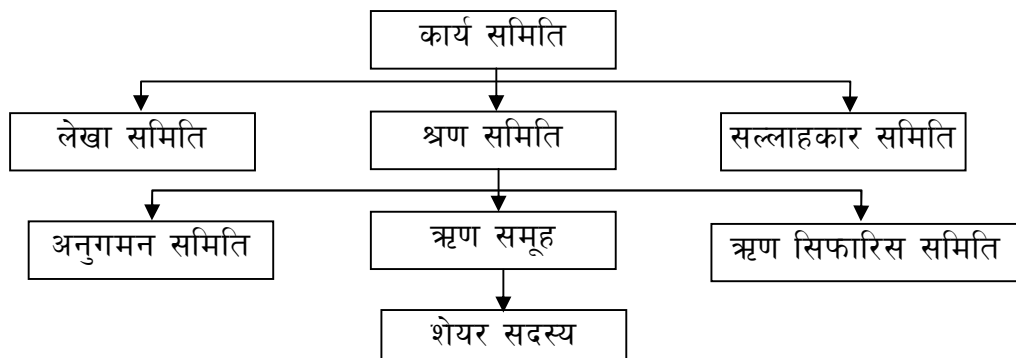 कार्य समिति
लेखा समिति
श्रण समिति
सल्लाहकार समिति
अनुगमन समिति
ऋण समूह
ऋण सिफारिस समिति
शेयर सदस्य